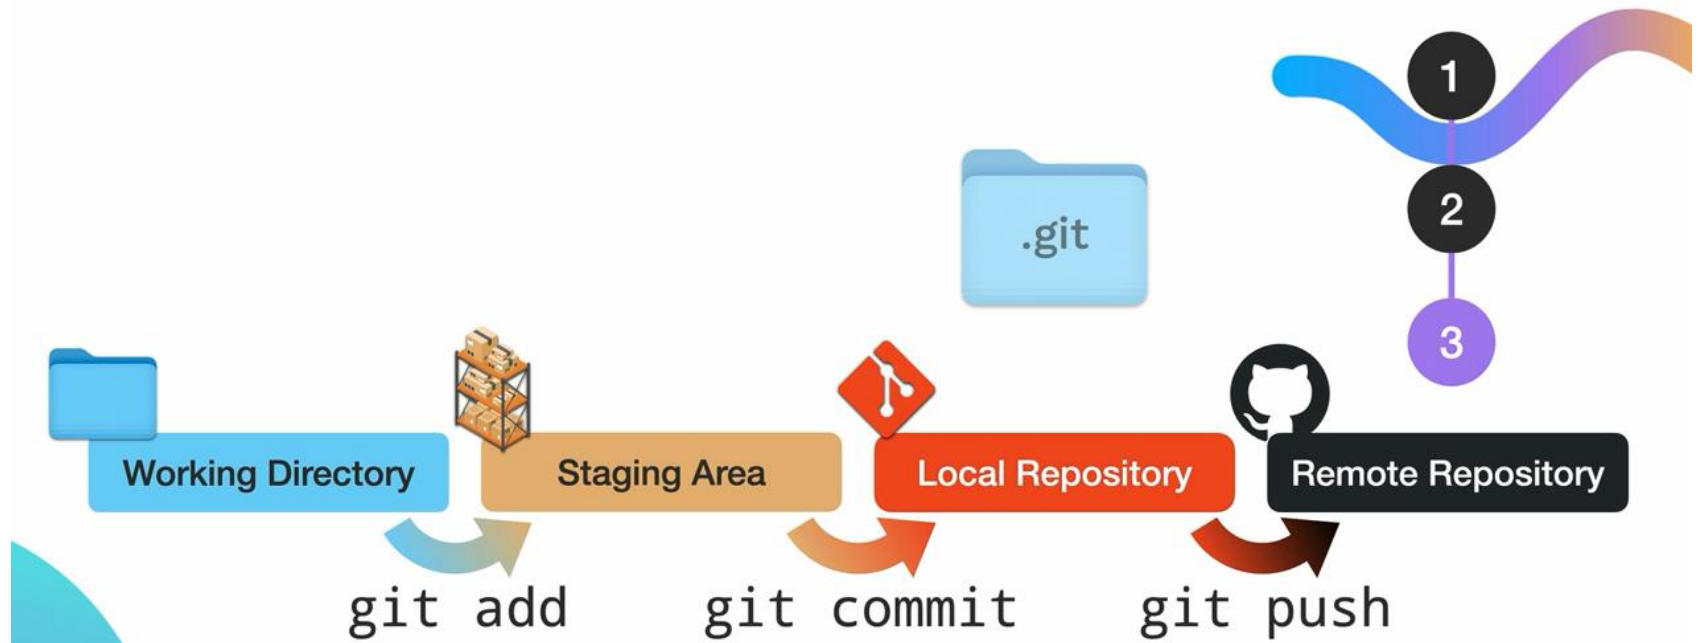 1
2
3
.git
Working Directory
Staging Area
Local Repository
Remote Repository
git add
git commit
git push